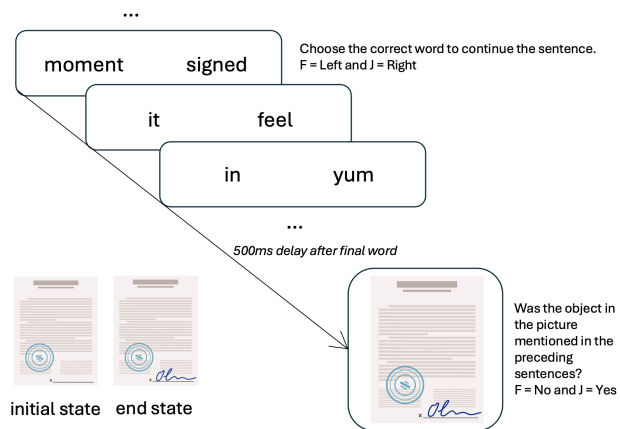 ...
moment signed
Choose the correct word to continue the sentence.
F = Left and J = Right
it feel
in yum
...
500ms delay after final word
x
x
initial state end state
x
Was the object in
the picture
mentioned in the
preceding
sentences?
F = No and J = Yes